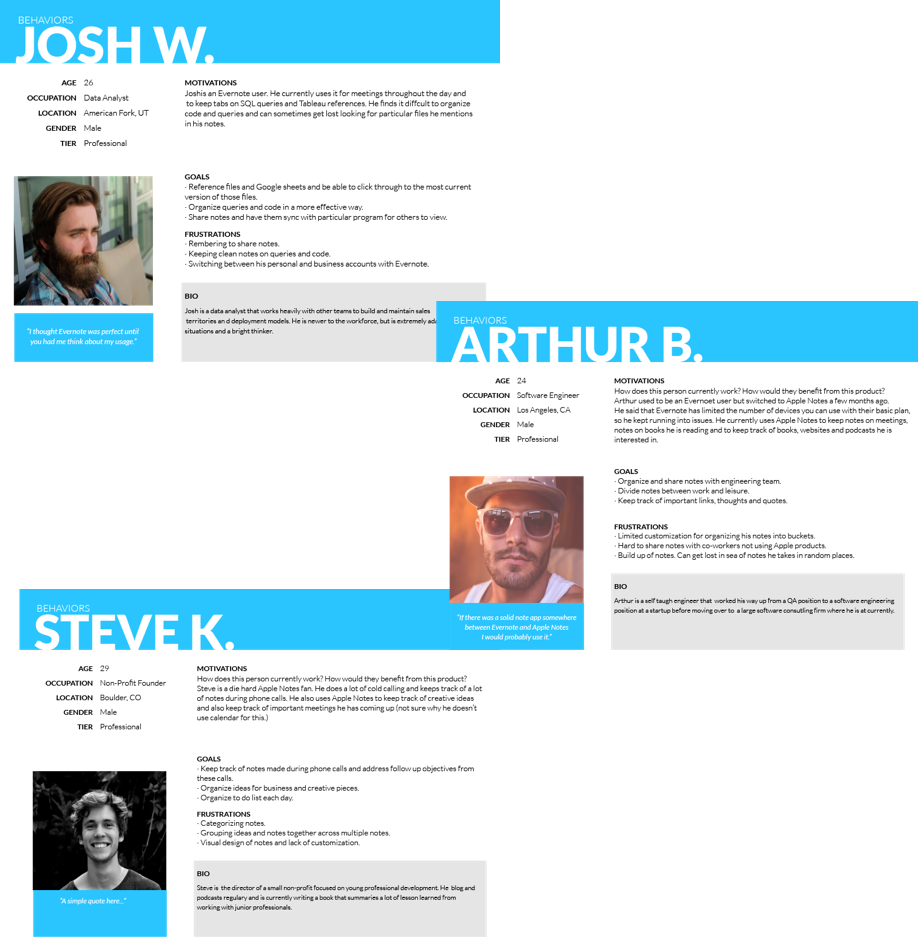 BEHAVIORS
JOSH W.
AGE 26
OCCUPATION Data Analyst
LOCATION American Fork, UT
GENDER Male
TIER Professional
MOTIVATIONS
Joshis an Evernote user. He currently uses it for meetings throughout the day and
to keep tabs on SQL queries and Tableau references. He finds it diffcult to organize
code and queries and can sometimes get lost looking for particular files he mentions
in his notes.
GOALS
· Reference files and Google sheets and be able to click through to the most current
version of those files.
· Organize queries and code in a more effective way.
· Share notes and have them sync with particular program for others to view.
FRUSTRATIONS
· Rembering to share notes.
· Keeping clean notes on queries and code.
· Switching between his personal and business accounts with Evernote.
"I thought Evernote was perfect until
you had me think about my usage."
BIO
Josh is a data analyst that works heavily with other teams to build and maintain sales
territories an d deployment models. He is newer to the workforce, but is extremely
situations and a bright thinker.
BEHAVIORS
ARTHUR B.
AGE 24
OCCUPATION Software Engineer
LOCATION Los Angeles, CA
GENDER Male
TIER Professional
MOTIVATIONS
How does this person currently work? How would they benefit from this product?
Arthur used to be an Evernoet user but switched to Apple Notes a few months ago.
He said that Evernote has limited the number of devices you can use with their basic plan,
so he kept running into issues. He currently uses Apple Notes to keep notes on meetings,
notes on books he is reading and to keep track of books, websites and podcasts he is
interested in.
GOALS
· Organize and share notes with engineering team.
· Divide notes between work and leisure.
· Keep track of important links, thoughts and quotes.
FRUSTRATIONS
· Limited customization for organizing his notes into buckets.
· Hard to share notes with co-workers not using Apple products.
· Build up of notes. Can get lost in sea of notes he takes in random places.
"If there was a solid note app somewhere
between Evernote and Apple Notes
I would probably use it."
BIO
Arthur is a self taugh engineer that worked his way up from a QA position to a software engineering
position at a startup before moving over to a large software consutling firm where he is at currently.
BEHAVIORS
STEVE K.
AGE 29
OCCUPATION Non-Profit Founder
LOCATION Boulder, CO
GENDER Male
TIER Professional
MOTIVATIONS
How does this person currently work? How would they benefit from this product?
Steve is a die hard Apple Notes fan. He does a lot of cold calling and keeps track of a lot
of notes during phone calls. He also uses Apple Notes to keep track of creative ideas
and also keep track of important meetings he has coming up (not sure why he doesn't
use calendar for this.)
GOALS
· Keep track of notes made during phone calls and address follow up objectives from
these calls.
· Organize ideas for business and creative pieces.
· Organize to do list each day.
FRUSTRATIONS
· Categorizing notes.
· Grouping ideas and notes together across multiple notes.
· Visual design of notes and lack of customization.
"A simple quote here..."
BIO
Steve is the director of a small non-profit focused on young professional development. He blog and
podcasts regulary and is currently writing a book that summaries a lot of lesson learned from
working with junior professionals.